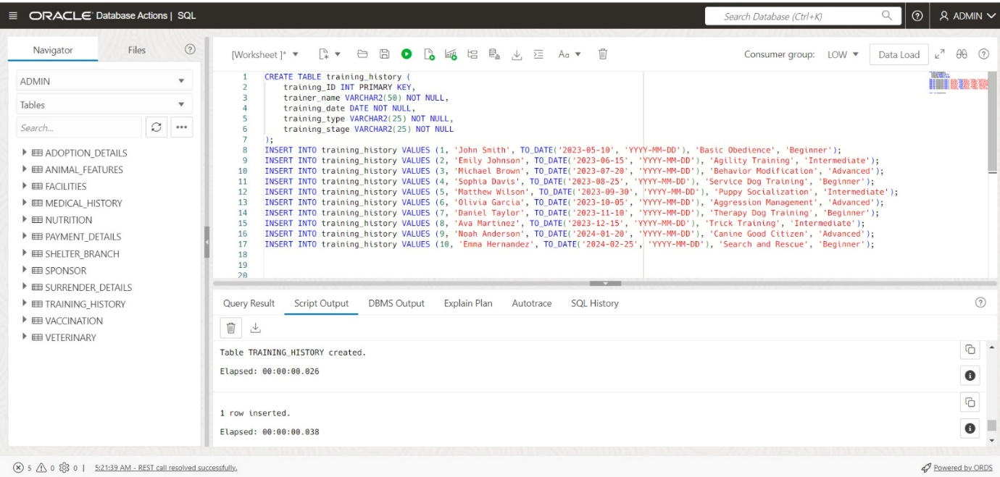 ORACLE Database Actions | SQL
Search Database (Ctrl+K)
ADMIN
Navigator
Files
ADMIN
Tables
Search...
ADOPTION_DETAILS
ANIMAL_FEATURES
FACILITIES
MEDICAL_HISTORY
NUTRITION
PAYMENT_DETAILS
SHELTER_BRANCH
SPONSOR
SURRENDER_DETAILS
TRAINING_HISTORY
VACCINATION
VETERINARY
[Worksheet ]*
Aa
Consumer group: LOW
Data Load
1 CREATE TABLE training_history (
2 training_ID INT PRIMARY KEY,
3 trainer_name VARCHAR2(50) NOT NULL,
4 training_date DATE NOT NULL,
5 training_type VARCHAR2(25) NOT NULL,
6 training_stage VARCHAR2(25) NOT NULL
7 );
8 INSERT INTO training_history VALUES (1, 'John Smith', TO_DATE('2023-05-10', 'YYYY-MM-DD'), 'Basic Obedience', 'Beginner');
9 INSERT INTO training_history VALUES (2, 'Emily Johnson', TO_DATE('2023-06-15', 'YYYY-MM-DD'), 'Agility Training', 'Intermediate');
10 INSERT INTO training_history VALUES (3, 'Michael Brown', TO_DATE('2023-07-20', 'YYYY-MM-DD'), 'Behavior Modification', 'Advanced');
11 INSERT INTO training_history VALUES (4, 'Sophia Davis', TO_DATE('2023-08-25', 'YYYY-MM-DD'), 'Service Dog Training', 'Beginner');
12 INSERT INTO training_history VALUES (5, 'Matthew Wilson', TO_DATE('2023-09-30', 'YYYY-MM-DD'), 'Puppy Socialization', 'Intermediate');
13 INSERT INTO training_history VALUES (6, 'Olivia Garcia', TO_DATE('2023-10-05', 'YYYY-MM-DD'), 'Aggression Management', 'Advanced');
14 INSERT INTO training_history VALUES (7, 'Daniel Taylor', TO_DATE('2023-11-10', 'YYYY-MM-DD'), 'Therapy Dog Training', 'Beginner');
15 INSERT INTO training_history VALUES (8, 'Ava Martinez', TO_DATE('2023-12-15', 'YYYY-MM-DD'), 'Trick Training', 'Intermediate');
16 INSERT INTO training_history VALUES (9, 'Noah Anderson', TO_DATE('2024-01-20', 'YYYY-MM-DD'), 'Canine Good Citizen', 'Advanced');
17 INSERT INTO training_history VALUES (10, 'Emma Hernandez', TO_DATE('2024-02-25', 'YYYY-MM-DD'), 'Search and Rescue', 'Beginner');
18
19
20
Query Result
Script Output
DBMS Output
Explain Plan
Autotrace
SQL History
Table TRAINING_HISTORY created.
Elapsed: 00:00:00.026
1 row inserted.
Elapsed: 00:00:00.038
5 0 0 | 5:21:39 AM - REST call resolved successfully.
Powered by ORDS